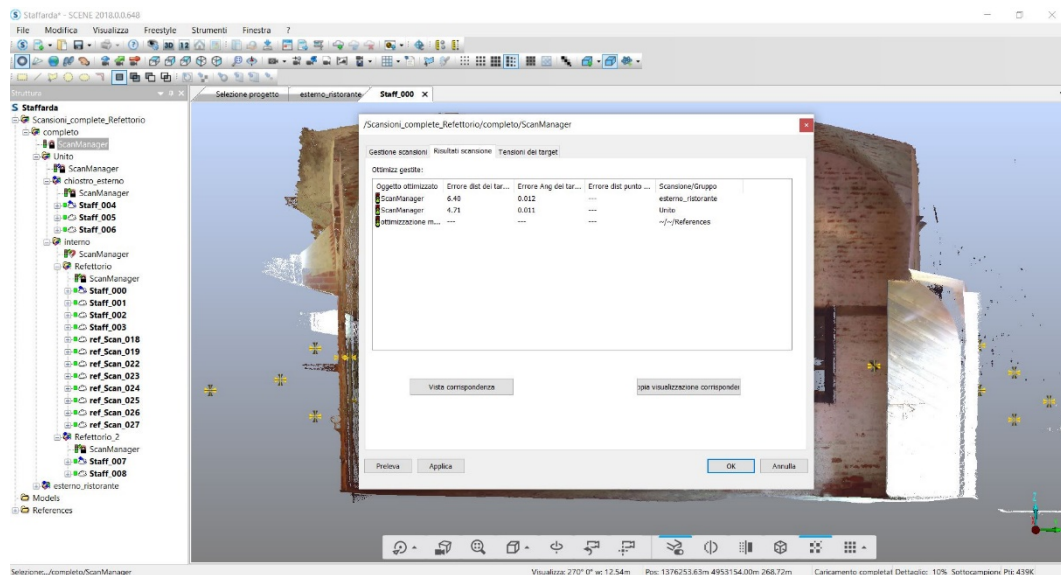 Staffarda* - SCENE 2018.0.0.648
File Modifica Visualizza Freestyle Strumenti Finestra ?
Struttura
Selezione progetto esterno_ristorante Staff_000
Staffarda
Scansioni_complete_Refettorio
completo
ScanManager
Unito
ScanManager
chiostro_esterno
ScanManager
Staff_004
Staff_005
Staff_006
interno
ScanManager
Refettorio
ScanManager
Staff_000
Staff_001
Staff_002
Staff_003
ref_Scan_018
ref_Scan_019
ref_Scan_022
ref_Scan_023
ref_Scan_024
ref_Scan_025
ref_Scan_026
ref_Scan_027
Refettorio_2
ScanManager
Staff_007
Staff_008
esterno_ristorante
Models
References
/Scansioni_complete_Refettorio/completo/ScanManager
Gestione scansioni Risultati scansione Tensioni dei target
Ottimizz gestite:
Oggetto ottimizzato Errore dist dei tar... Errore Ang dei tar... Errore dist punto ... Scansione/Gruppo
ScanManager 6.40 0.012 --- esterno_ristorante
ScanManager 4.71 0.011 --- Unito
ottimizzazione m... --- --- --- ~/~/References
Vista corrispondenza opia visualizzazione corrisponden
Preleva Applica OK Annulla
Selezione:.../completo/ScanManager Visualizza: 270° 0° w: 12.54m Pos: 1376253.63m 4953154.00m 268.72m Caricamento completat Dettaglio: 10% Sottocampioni Pti: 439K